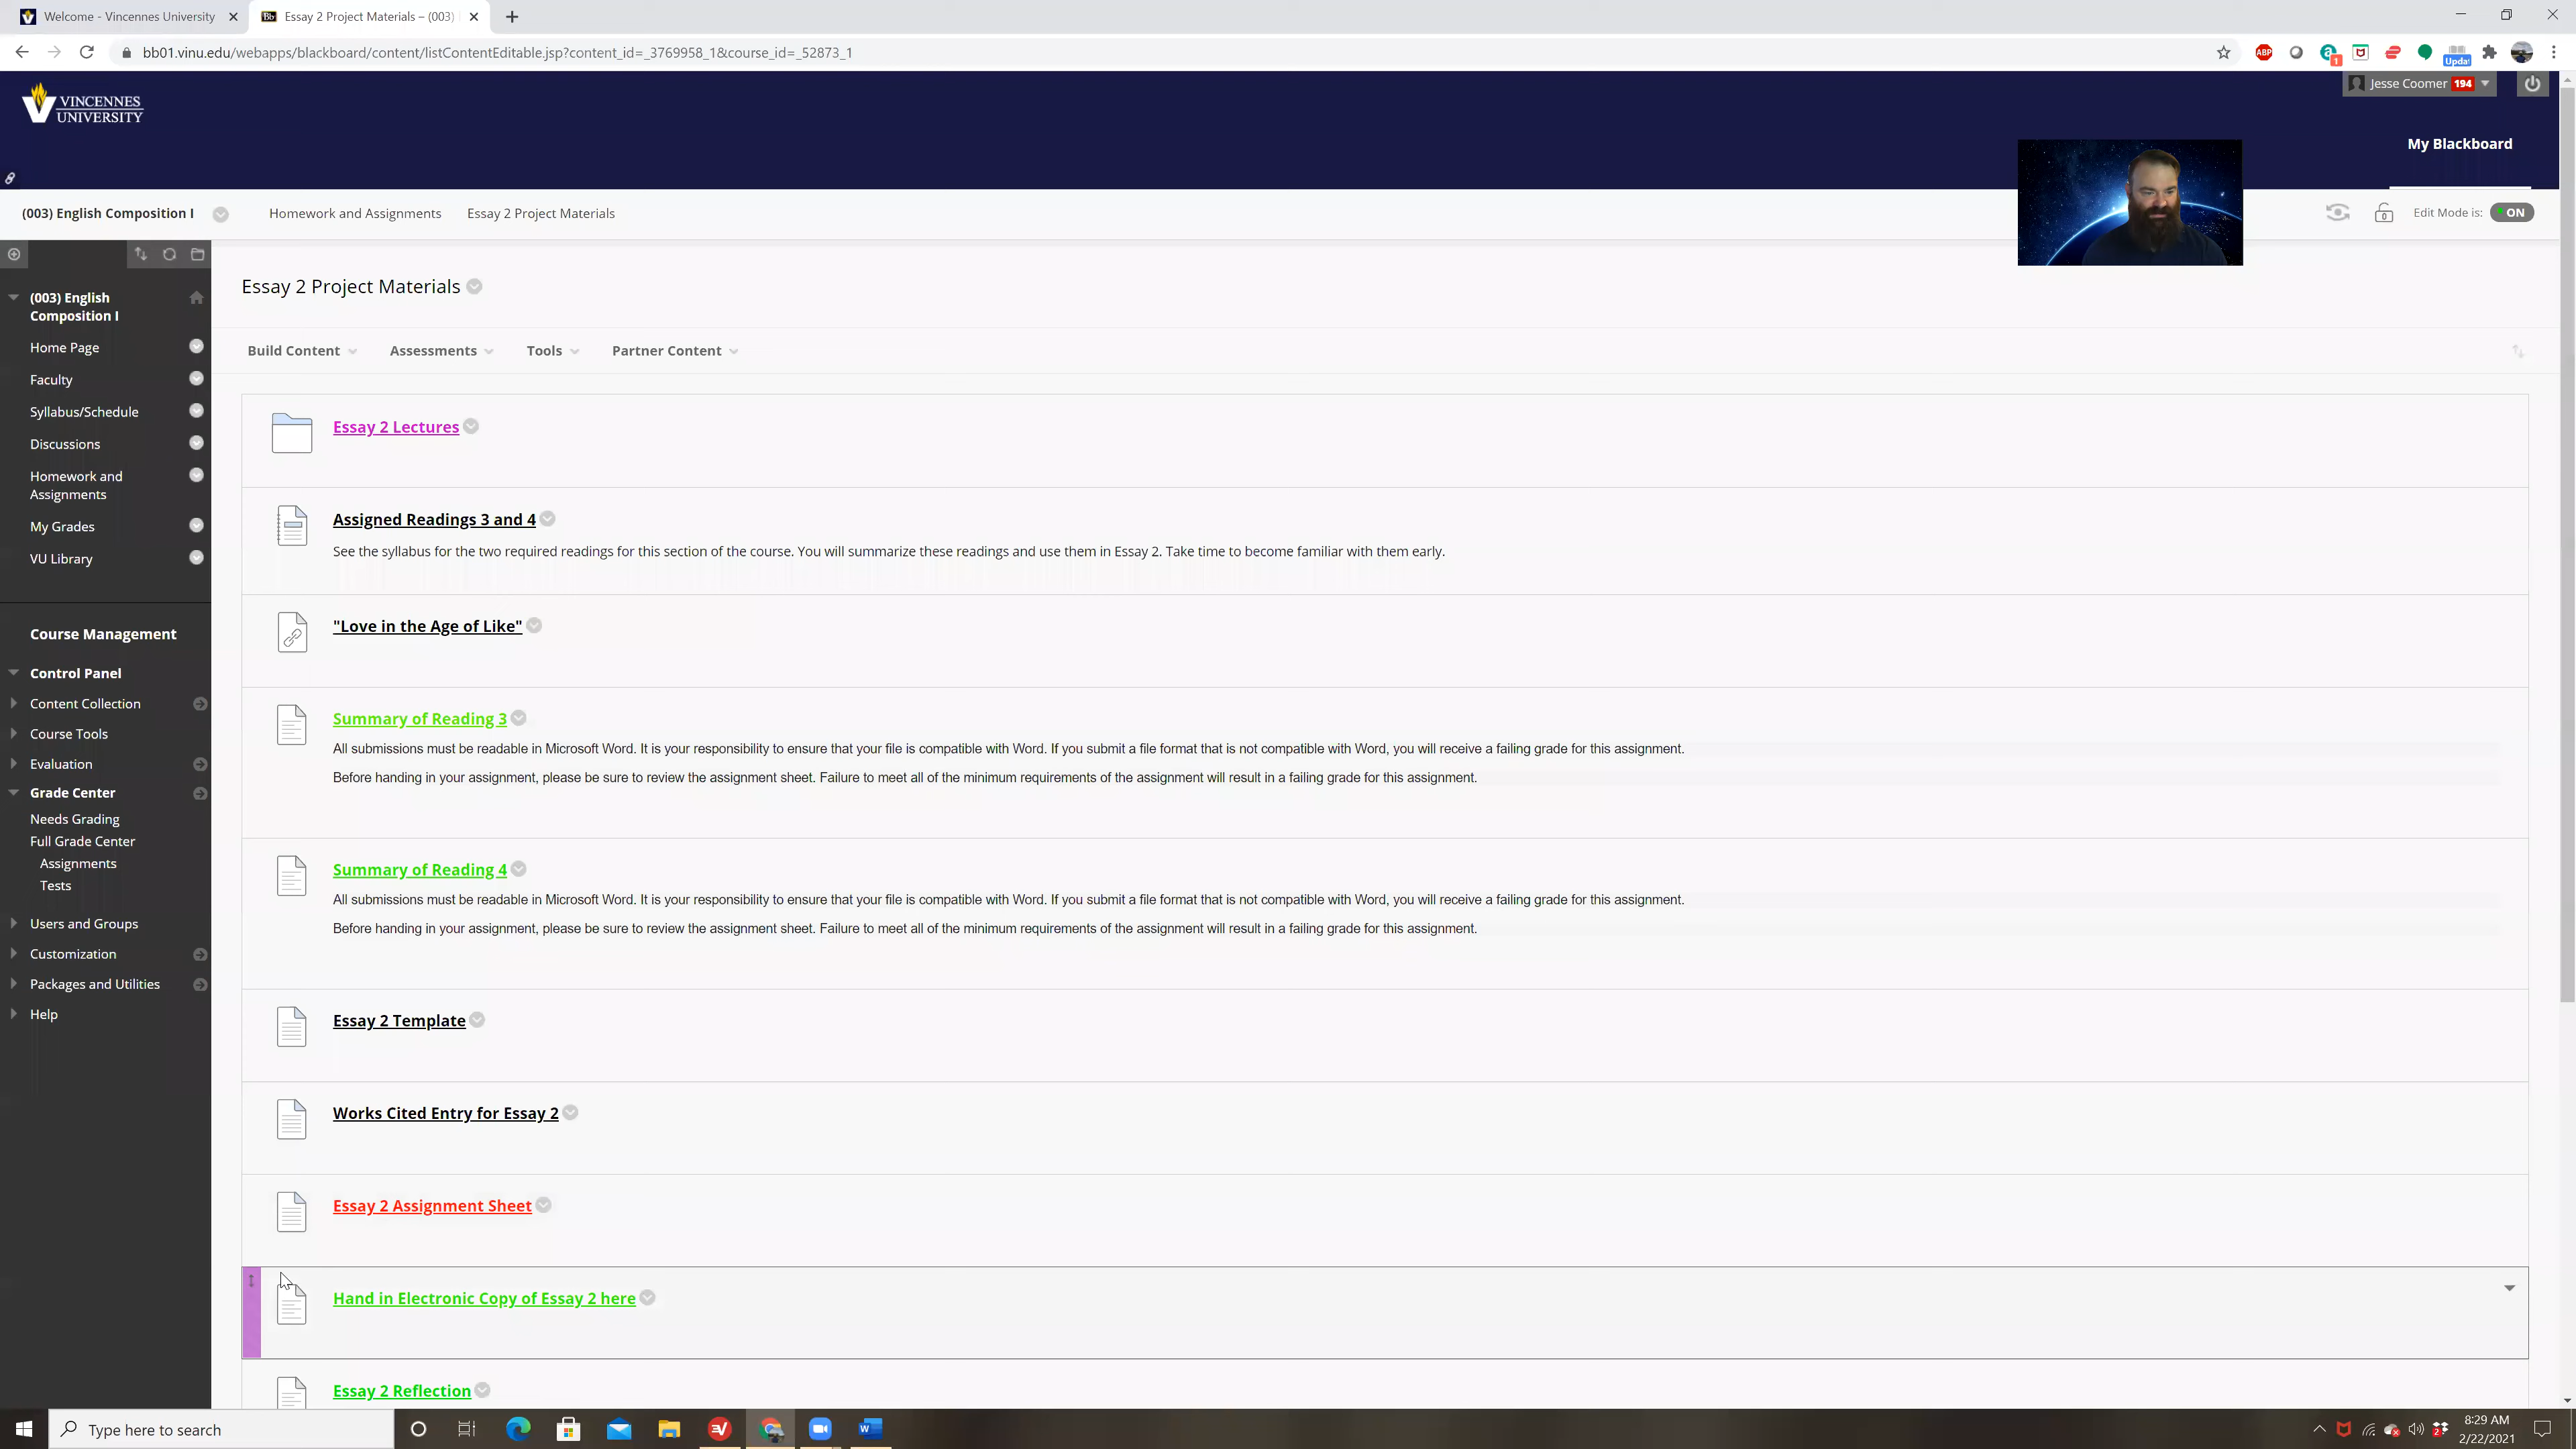 Welcome - Vincennes University
Essay 2 Project Materials – (003)
bb01.vinu.edu/webapps/blackboard/content/listContentEditable.jsp?content_id=_3769958_1&course_id=_52873_1
ABP
1
Updat
VINCENNES
UNIVERSITY
Jesse Coomer 194
My Blackboard
(003) English Composition I
Homework and Assignments
Essay 2 Project Materials
Edit Mode is: ON
(003) English
Composition I
Home Page
Faculty
Syllabus/Schedule
Discussions
Homework and
Assignments
My Grades
VU Library
Course Management
Control Panel
Content Collection
Course Tools
Evaluation
Grade Center
Needs Grading
Full Grade Center
Assignments
Tests
Users and Groups
Customization
Packages and Utilities
Help
Essay 2 Project Materials
Build Content
Assessments
Tools
Partner Content
Essay 2 Lectures
Assigned Readings 3 and 4
See the syllabus for the two required readings for this section of the course. You will summarize these readings and use them in Essay 2. Take time to become familiar with them early.
"Love in the Age of Like"
Summary of Reading 3
All submissions must be readable in Microsoft Word. It is your responsibility to ensure that your file is compatible with Word. If you submit a file format that is not compatible with Word, you will receive a failing grade for this assignment.
Before handing in your assignment, please be sure to review the assignment sheet. Failure to meet all of the minimum requirements of the assignment will result in a failing grade for this assignment.
Summary of Reading 4
All submissions must be readable in Microsoft Word. It is your responsibility to ensure that your file is compatible with Word. If you submit a file format that is not compatible with Word, you will receive a failing grade for this assignment.
Before handing in your assignment, please be sure to review the assignment sheet. Failure to meet all of the minimum requirements of the assignment will result in a failing grade for this assignment.
Essay 2 Template
Works Cited Entry for Essay 2
Essay 2 Assignment Sheet
Hand in Electronic Copy of Essay 2 here
Essay 2 Reflection
Type here to search
8:29 AM
2/22/2021